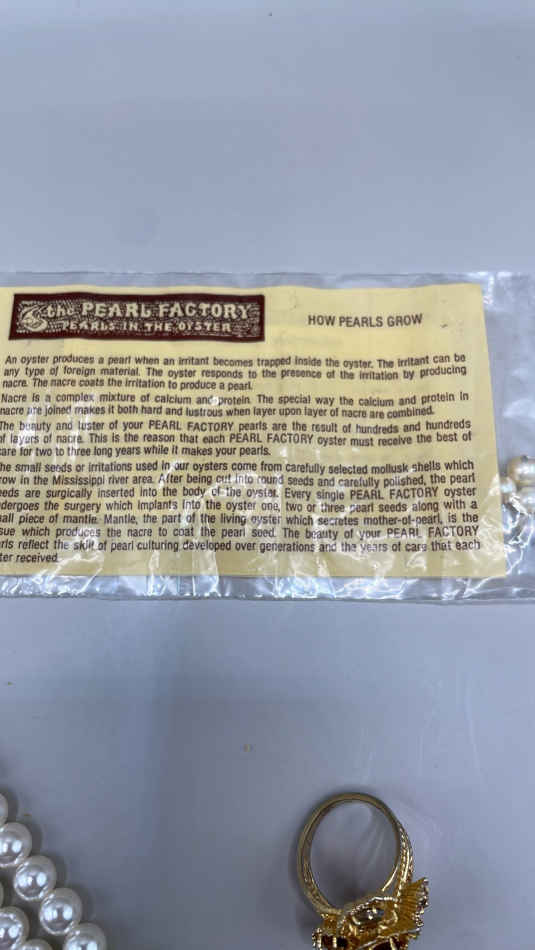 the PEARL FACTORY
PEARLS IN THE OYSTER
HOW PEARLS GROW
An oyster produces a pearl when an irritant becomes trapped inside the oyster. The irritant can be
any type of foreign material. The oyster responds to the presence of the irritation by producing
nacre. The nacre coats the irritation to produce a pearl.
Nacre is a complex mixture of calcium and protein. The special way the calcium and protein in
nacre are joined makes it both hard and lustrous when layer upon layer of nacre are combined.
The beauty and luster of your PEARL FACTORY pearls are the result of hundreds and hundreds
of layers of nacre. This is the reason that each PEARL FACTORY oyster must receive the best of
care for two to three long years while it makes your pearls.
he small seeds or irritations used in our oysters come from carefully selected mollusk shells which
row in the Mississippi river area. After being cut into round seeds and carefully polished, the pearl
eeds are surgically inserted into the body of the oyster. Every single PEARL FACTORY oyster
dergoes the surgery which implants into the oyster one, two or three pearl seeds along with a
all piece of mantle. Mantle, the part of the living oyster which secretes mother-of-pearl, is the
sue which produces the nacre to coat the pearl seed. The beauty of your PEARL FACTORY
rls reflect the skill of pearl culturing developed over generations and the years of care that each
ter received.